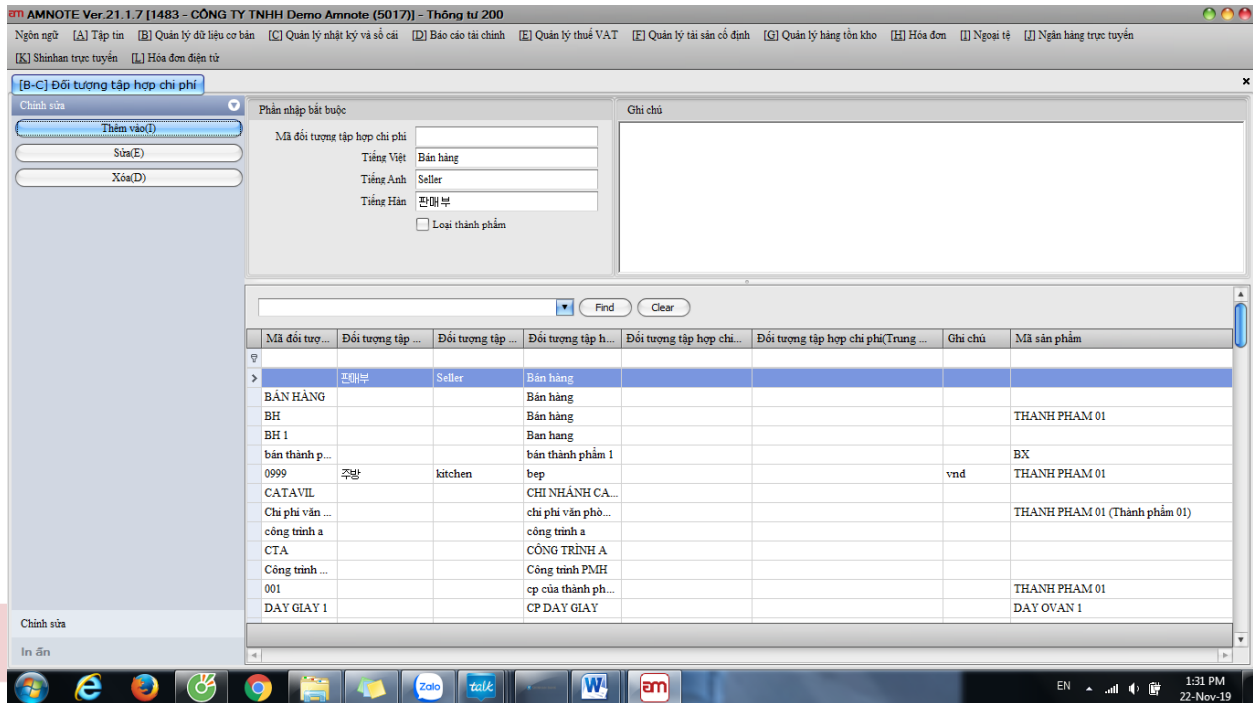 am AMNOTE Ver.21.1.7 [1483 - CÔNG TY TNHH Demo Amnote (5017)] - Thông tư 200
Ngôn ngữ [A] Tập tin [B] Quản lý dữ liệu cơ bản [C] Quản lý nhật ký và sổ cái [D] Báo cáo tài chính [E] Quản lý thuế VAT [F] Quản lý tài sản cố định [G] Quản lý hàng tồn kho [H] Hóa đơn [I] Ngoại tệ [J] Ngân hàng trực tuyến
[K] Shinhan trực tuyến [L] Hóa đơn điện tử
[B-C] Đối tượng tập hợp chi phí
Chỉnh sửa
Thêm vào(I)
Sửa(E)
Xóa(D)
Phần nhập bắt buộc
Ghi chú
Mã đối tượng tập hợp chi phí
Tiếng Việt Bán hàng
Tiếng Anh Seller
Tiếng Hàn 판매부
Loại thành phẩm
Find Clear
Mã đối tượ... Đối tượng tập ... Đối tượng tập ... Đối tượng tập h... Đối tượng tập hợp chi... Đối tượng tập hợp chi phí(Trung ... Ghi chú Mã sản phẩm
판매부 Seller Bán hàng
BÁN HÀNG Bán hàng
BH Bán hàng THANH PHAM 01
BH 1 Ban hang
bán thành p... bán thành phẩm 1 BX
0999 주방 kitchen bep vnd THANH PHAM 01
CATAVIL CHI NHÁNH CA...
Chi phí văn ... chi phí văn phò... THANH PHAM 01 (Thành phẩm 01)
công trình a công trình a
CTA CÔNG TRÌNH A
Công trình ... Công trình PMH
001 cp của thành ph... THANH PHAM 01
DAY GIAY 1 CP DAY GIAY DAY OVAN 1
Chỉnh sửa
In ấn
Zalo talk W am
EN 1:31 PM
22-Nov-19